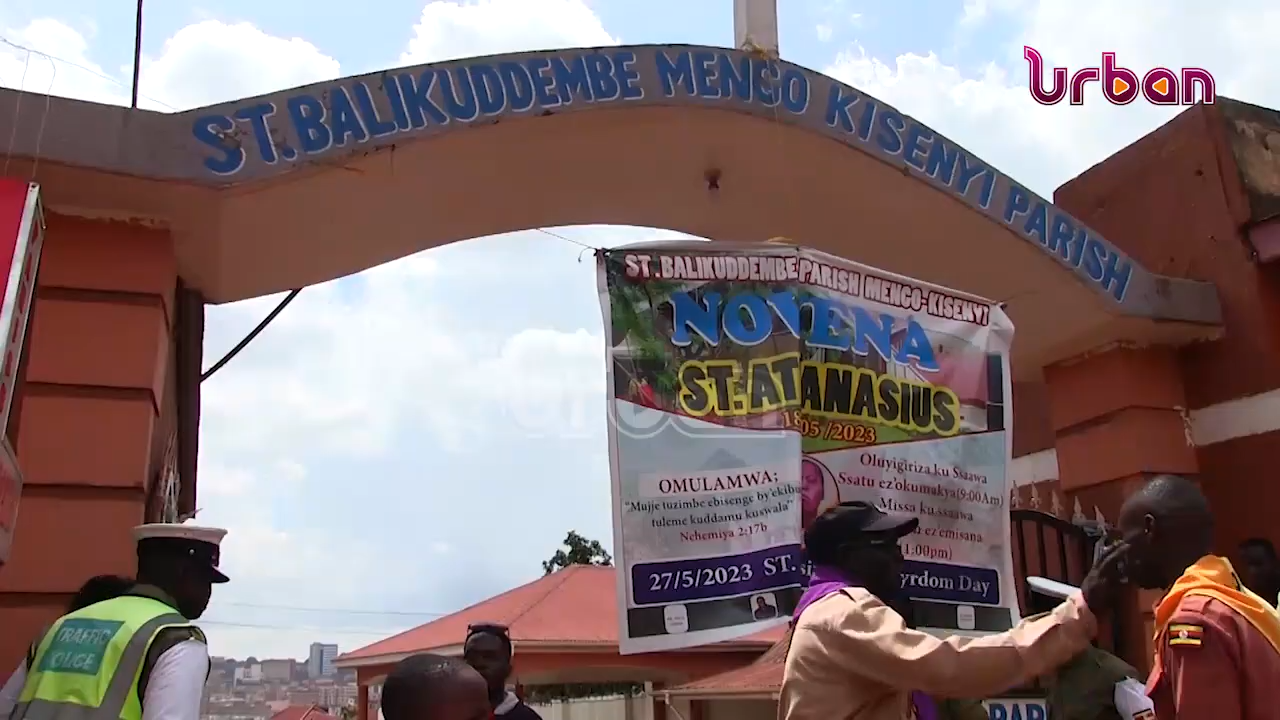 urban
ST. BALIKUDDEMBE MENGO KISENYI PARISH
ST. BALIKUDDEMBE PARISH MENGO-KISENYI
NOVENA
ST. ATANASIUS
18 05 /2023
OMULAMWA;
"Mujje tuzimbe ebisenge by'ekibu
tuleme kuddamu kuswala"
Nehemiya 2:17b
Oluyigiriza ku Ssaawa
Ssatu ez'okumakya(9:00Am)
Missa ku ssaawa
ez'emisana
1:00pm)
27/5/2023 ST.
yrdom Day
TRAFFIC
POLICE